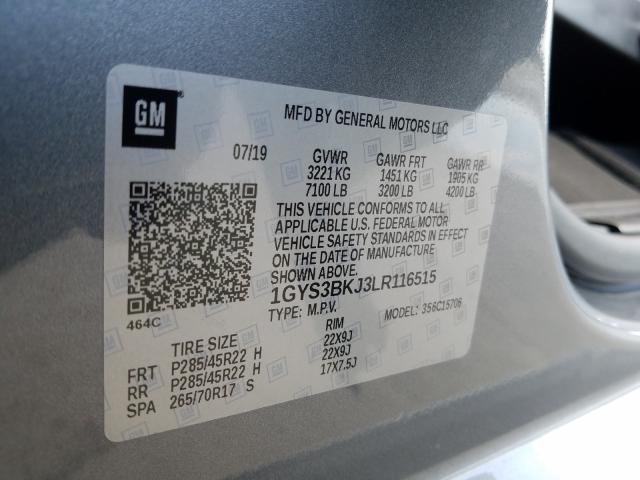 GM
MFD BY GENERAL MOTORS LLC
07/19 GVWR GAWR FRT GAWR RR
3221 KG 1451 KG 1905 KG
7100 LB 3200 LB 4200 LB
THIS VEHICLE CONFORMS TO ALL
APPLICABLE U.S. FEDERAL MOTOR
VEHICLE SAFETY STANDARDS IN EFFECT
ON THE DATE OF MANUFACTURE
SHOWN ABOVE.
1GYS3BKJ3LR116515
TYPE: M.P.V. MODEL: 356C15706
464C
TIRE SIZE RIM
FRT P285/45R22 H 22X9J
RR P285/45R22 H 22X9J
SPA 265/70R17 S 17X7.5J